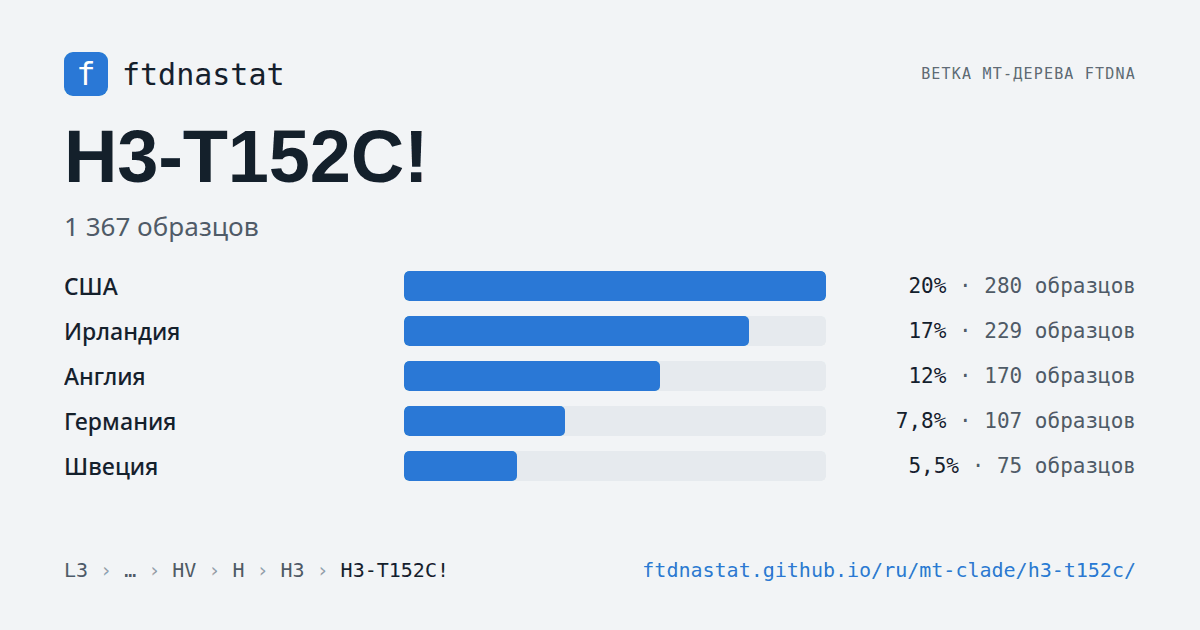 f ftdnastat
ВЕТКА МТ-ДЕРЕВА FTDNA
H3-T152C!
1 367 образцов
США 20% · 280 образцов
Ирландия 17% · 229 образцов
Англия 12% · 170 образцов
Германия 7,8% · 107 образцов
Швеция 5,5% · 75 образцов
L3 › … › HV › H › H3 › H3-T152C!
ftdnastat.github.io/ru/mt-clade/h3-t152c/